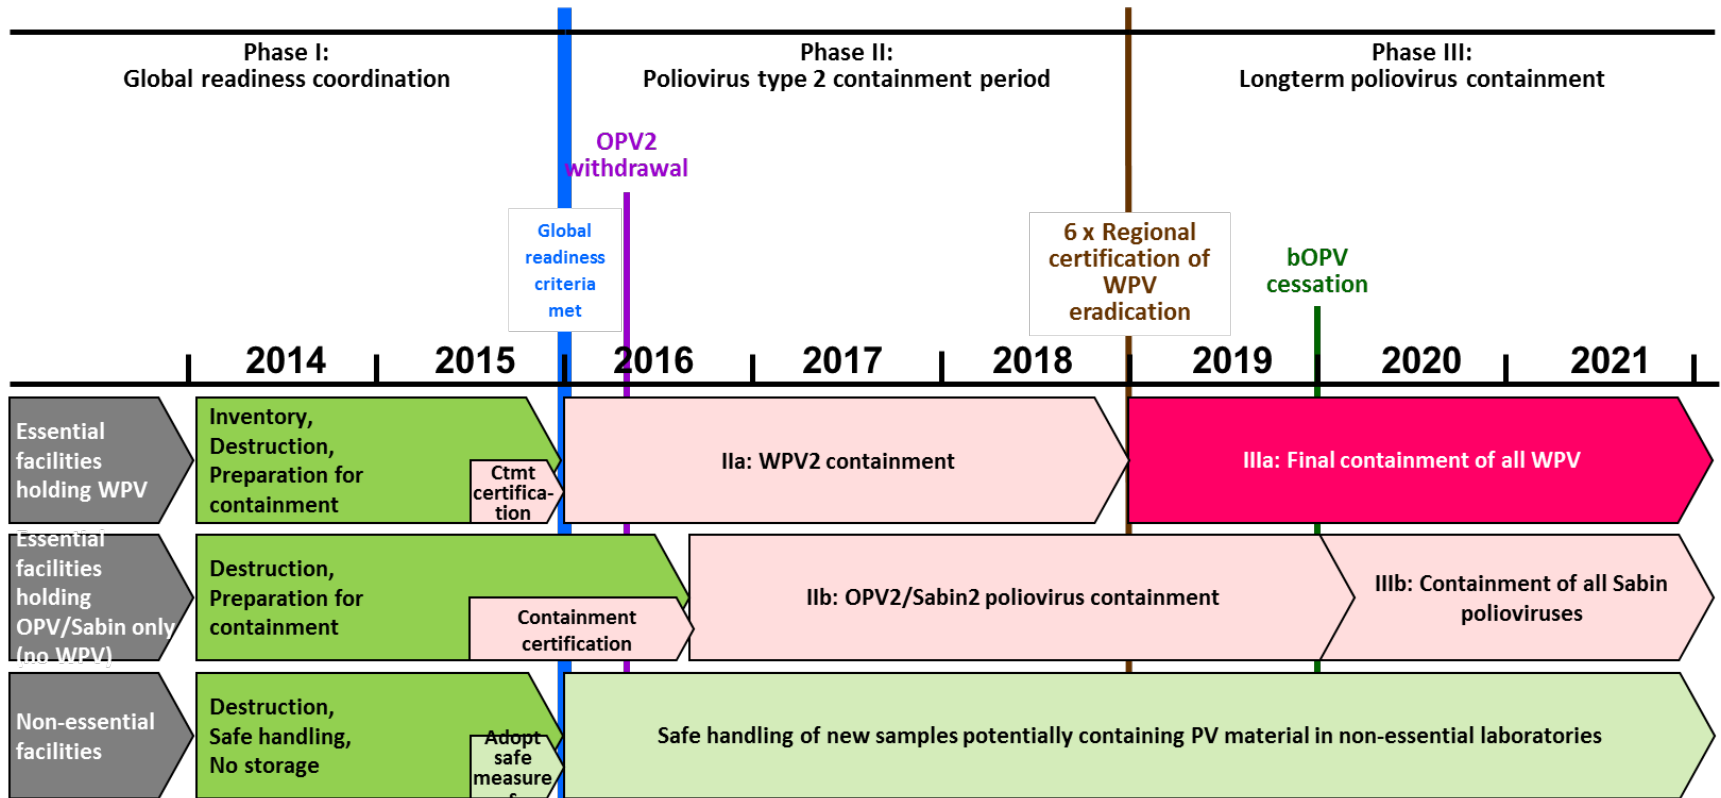 Phase I:
Global readiness coordination
Phase II:
Poliovirus type 2 containment period
Phase III:
Longterm poliovirus containment
OPV2
withdrawal
Global
readiness
criteria
met
6 x Regional
certification of
WPV
eradication
bOPV
cessation
2014 2015 2016 2017 2018 2019 2020 2021
Essential
facilities
holding WPV
Inventory,
Destruction,
Preparation for
containment
Ctmt
certifica-
tion
IIa: WPV2 containment
IIIa: Final containment of all WPV
Essential
facilities
holding
OPV/Sabin only
(no WPV)
Destruction,
Preparation for
containment
Containment
certification
IIb: OPV2/Sabin2 poliovirus containment
IIIb: Containment of all Sabin
polioviruses
Non-essential
facilities
Destruction,
Safe handling,
No storage
Adopt
safe
measure
s
Safe handling of new samples potentially containing PV material in non-essential laboratories